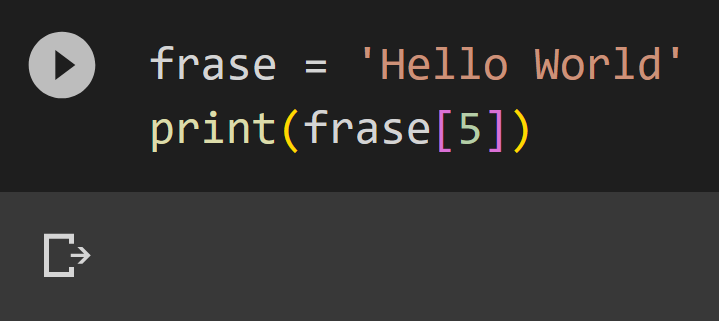 frase = 'Hello World'
print(frase[5])